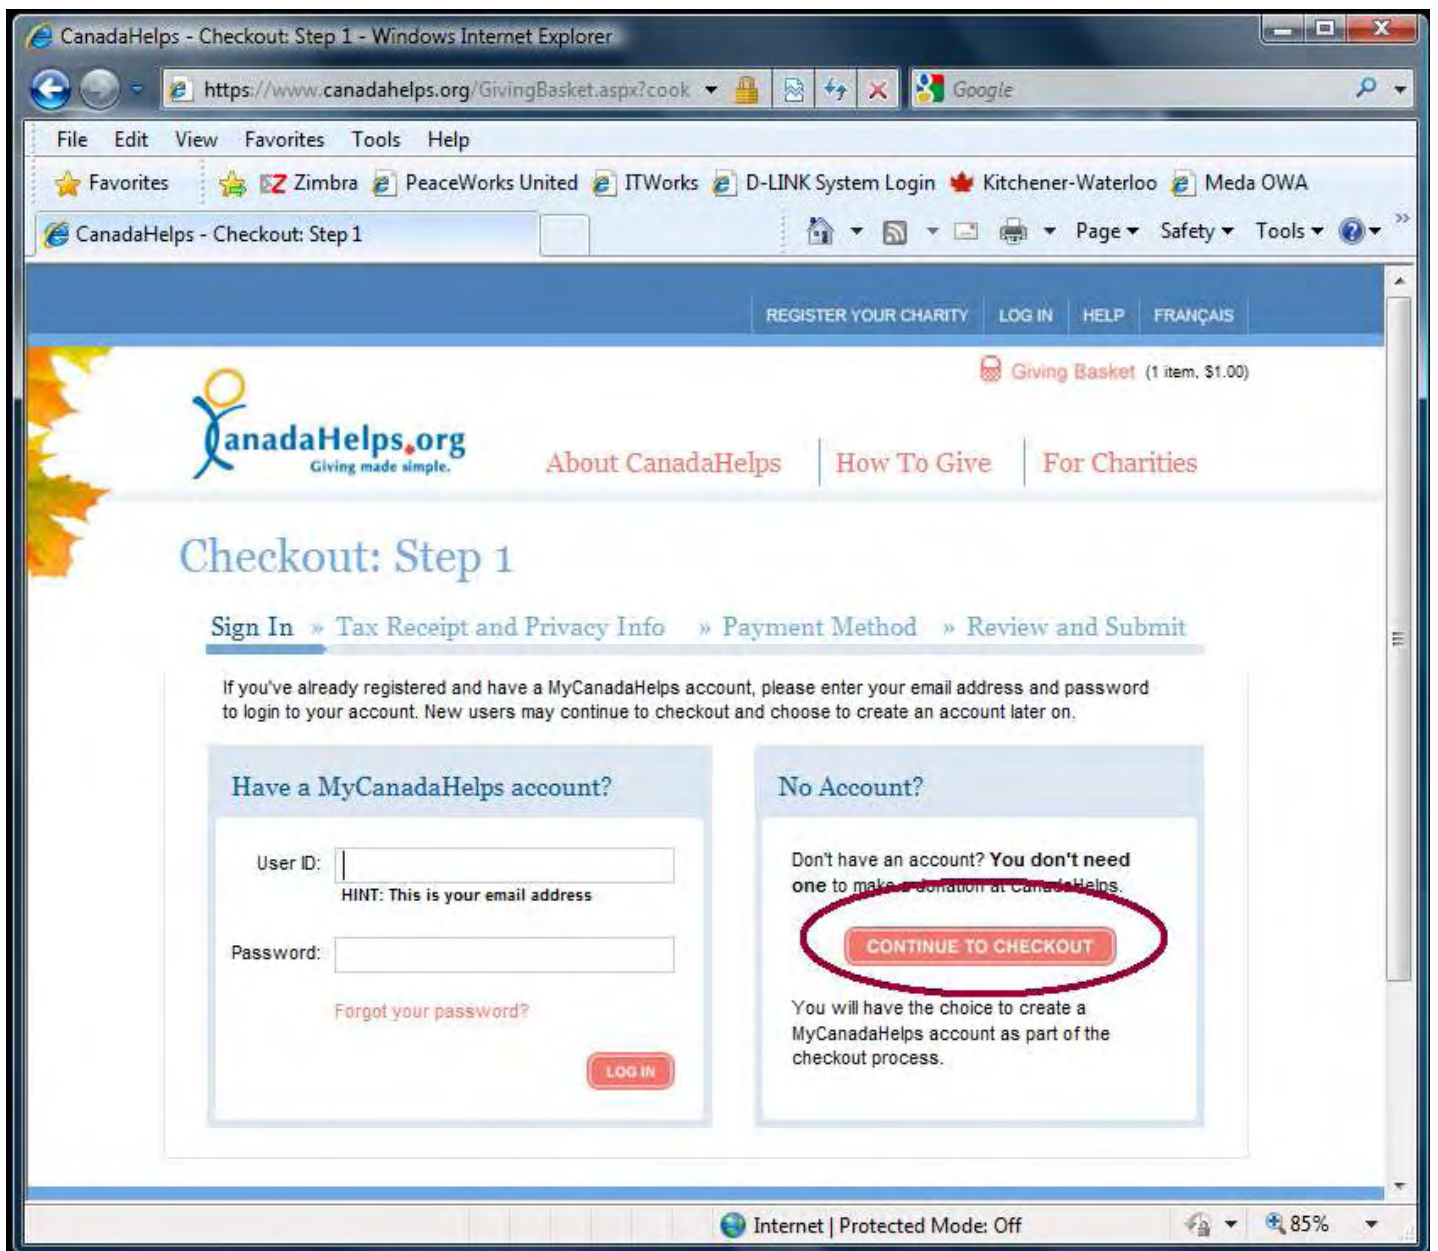 CanadaHelps - Checkout: Step 1 - Windows Internet Explorer
https://www.canadahelps.org/GivingBasket.aspx?cook
Google
File Edit View Favorites Tools Help
Favorites Zimbra PeaceWorks United ITWorks D-LINK System Login Kitchener-Waterloo Meda OWA
CanadaHelps - Checkout: Step 1
Page Safety Tools
REGISTER YOUR CHARITY LOG IN HELP FRANÇAIS
Giving Basket (1 item, $1.00)
CanadaHelps.org
Giving made simple.
About CanadaHelps How To Give For Charities
Checkout: Step 1
Sign In » Tax Receipt and Privacy Info » Payment Method » Review and Submit
If you've already registered and have a MyCanadaHelps account, please enter your email address and password
to login to your account. New users may continue to checkout and choose to create an account later on.
Have a MyCanadaHelps account?
User ID:
HINT: This is your email address
Password:
Forgot your password?
LOG IN
No Account?
Don't have an account? You don't need
one to make a donation at CanadaHelps.
CONTINUE TO CHECKOUT
You will have the choice to create a
MyCanadaHelps account as part of the
checkout process.
Internet | Protected Mode: Off
85%